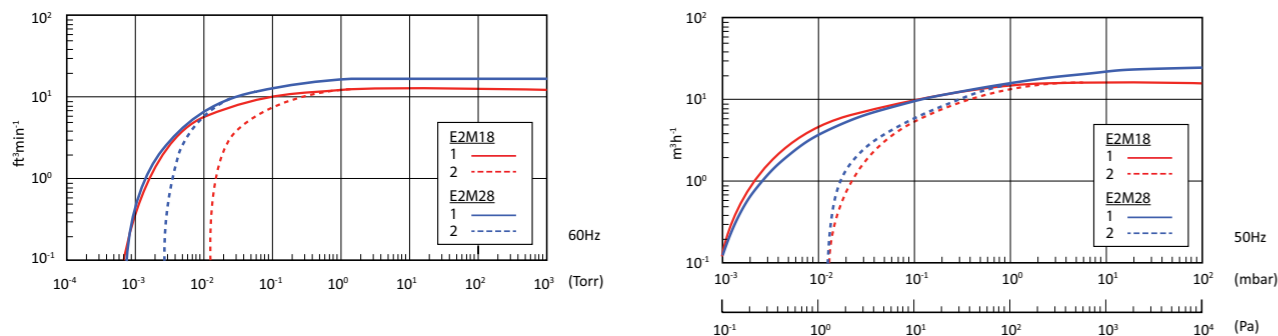 10²
10¹
10⁰
10⁻¹
ft³min⁻¹
E2M18
1
2
E2M28
1
2
60Hz
10⁻⁴ 10⁻³ 10⁻² 10⁻¹ 10⁰ 10¹ 10² 10³ (Torr)
10²
10¹
10⁰
10⁻¹
m³h⁻¹
E2M18
1
2
E2M28
1
2
50Hz
10⁻³ 10⁻² 10⁻¹ 10⁰ 10¹ 10² (mbar)
10⁻¹ 10⁰ 10¹ 10² 10³ 10⁴ (Pa)